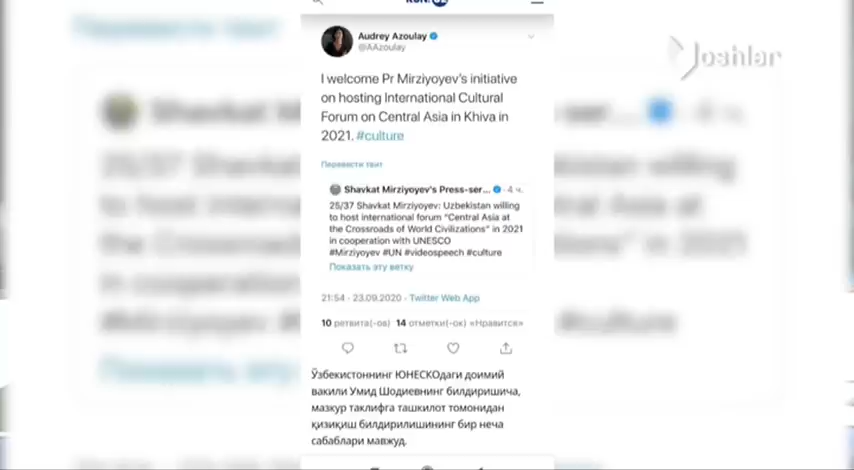 KUN.UZ
Joshlar
Audrey Azoulay
@AAzoulay
I welcome Pr Mirziyoyev's initiative
on hosting International Cultural
Forum on Central Asia in Khiva in
2021. #culture
Перевести твит
Shavkat Mirziyoyev's Press-ser... · 4 ч.
25/37 Shavkat Mirziyoyev: Uzbekistan willing
to host international forum "Central Asia at
the Crossroads of World Civilizations" in 2021
in cooperation with UNESCO
#Mirziyoyev #UN #videospeech #culture
Показать эту ветку
21:54 · 23.09.2020 · Twitter Web App
10 ретвита(-ов) 14 отметки(-ок) «Нравится»
Ўзбекистоннинг ЮНЕСКОдаги доимий
вакили Умид Шодиевнинг билдиришича,
мазкур таклифга ташкилот томонидан
қизиқиш билдирилишининг бир неча
сабаблари мавжуд.